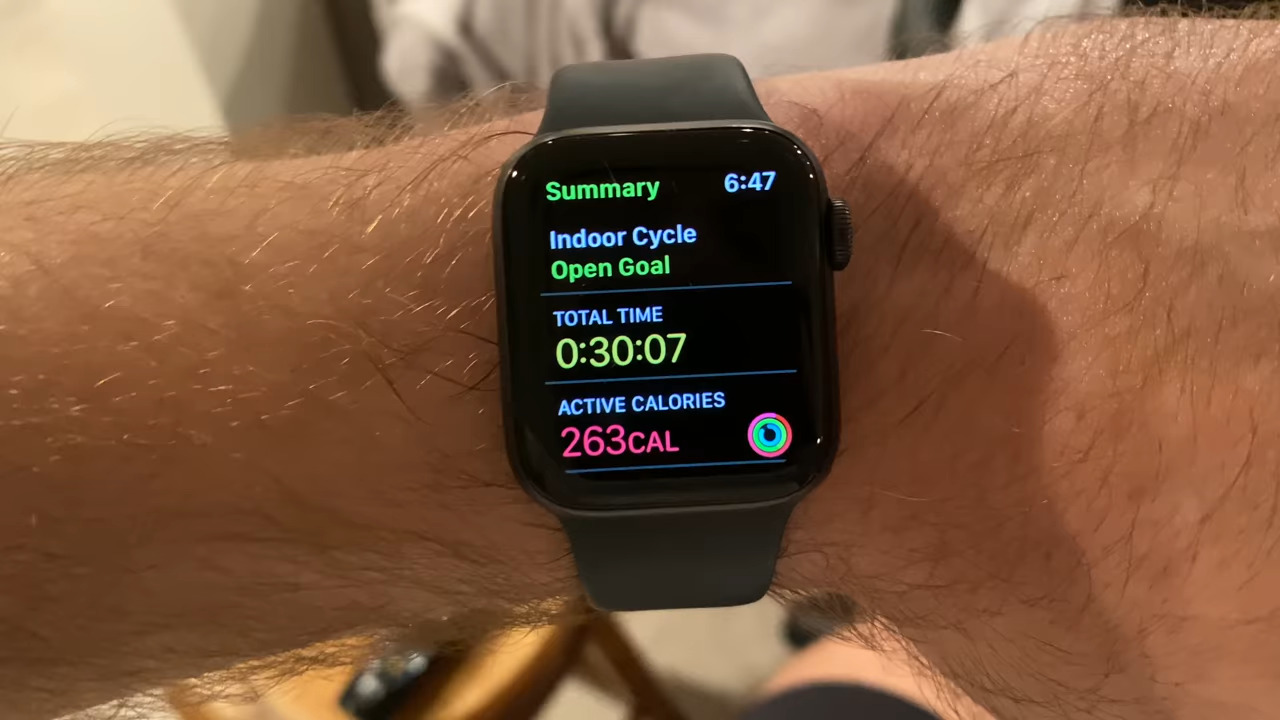 Summary 6:47
Indoor Cycle
Open Goal
TOTAL TIME
0:30:07
ACTIVE CALORIES
263CAL